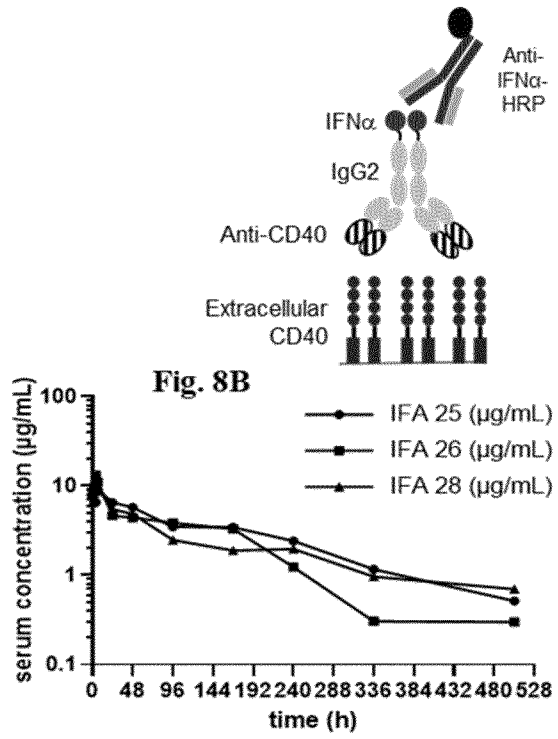 Anti-
IFNα-
HRP
IFNα
IgG2
Anti-CD40
Extracellular
CD40
Fig. 8B
IFA 25 (µg/mL)
IFA 26 (µg/mL)
IFA 28 (µg/mL)
serum concentration (µg/mL)
100
10
1
0.1
0 48 96 144 192 240 288 336 384 432 480 528
time (h)